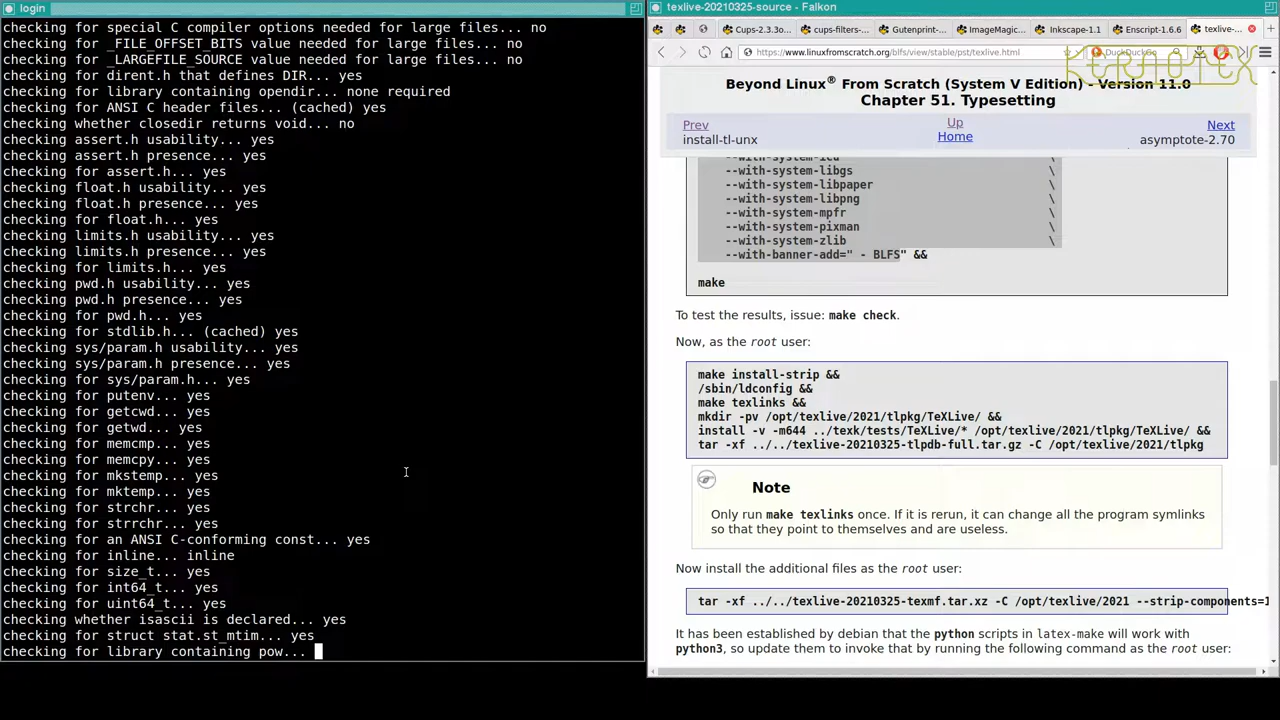 login
checking for special C compiler options needed for large files... no
checking for _FILE_OFFSET_BITS value needed for large files... no
checking for _LARGEFILE_SOURCE value needed for large files... no
checking for dirent.h that defines DIR... yes
checking for library containing opendir... none required
checking for ANSI C header files... (cached) yes
checking whether closedir returns void... no
checking assert.h usability... yes
checking assert.h presence... yes
checking for assert.h... yes
checking float.h usability... yes
checking float.h presence... yes
checking for float.h... yes
checking limits.h usability... yes
checking limits.h presence... yes
checking for limits.h... yes
checking pwd.h usability... yes
checking pwd.h presence... yes
checking for pwd.h... yes
checking for stdlib.h... (cached) yes
checking sys/param.h usability... yes
checking sys/param.h presence... yes
checking for sys/param.h... yes
checking for putenv... yes
checking for getcwd... yes
checking for getwd... yes
checking for memcmp... yes
checking for memcpy... yes
checking for mkstemp... yes
checking for mktemp... yes
checking for strchr... yes
checking for strrchr... yes
checking for an ANSI C-conforming const... yes
checking for inline... inline
checking for size_t... yes
checking for int64_t... yes
checking for uint64_t... yes
checking whether isascii is declared... yes
checking for struct stat.st_mtim... yes
checking for library containing pow...
texlive-20210325-source - Falkon
Cups-2.3.3o... cups-filters-... Gutenprint-... ImageMagic... Inkscape-1.1 Enscript-1.6.6 texlive-...
https://www.linuxfromscratch.org/blfs/view/stable/pst/texlive.html DuckDuckGo
KERNOTEX
Beyond Linux® From Scratch (System V Edition) - Version 11.0
Chapter 51. Typesetting
Prev Up Next
install-tl-unx Home asymptote-2.70
--with-system-icu \
--with-system-libgs \
--with-system-libpaper \
--with-system-libpng \
--with-system-mpfr \
--with-system-pixman \
--with-system-zlib \
--with-banner-add=" - BLFS" &&
make
To test the results, issue: make check.
Now, as the root user:
make install-strip &&
/sbin/ldconfig &&
make texlinks &&
mkdir -pv /opt/texlive/2021/tlpkg/TeXLive/ &&
install -v -m644 ../texk/tests/TeXLive/* /opt/texlive/2021/tlpkg/TeXLive/ &&
tar -xf ../../texlive-20210325-tlpdb-full.tar.gz -C /opt/texlive/2021/tlpkg
Note
Only run make texlinks once. If it is rerun, it can change all the program symlinks
so that they point to themselves and are useless.
Now install the additional files as the root user:
tar -xf ../../texlive-20210325-texmf.tar.xz -C /opt/texlive/2021 --strip-components=1
It has been established by debian that the python scripts in latex-make will work with
python3, so update them to invoke that by running the following command as the root user: